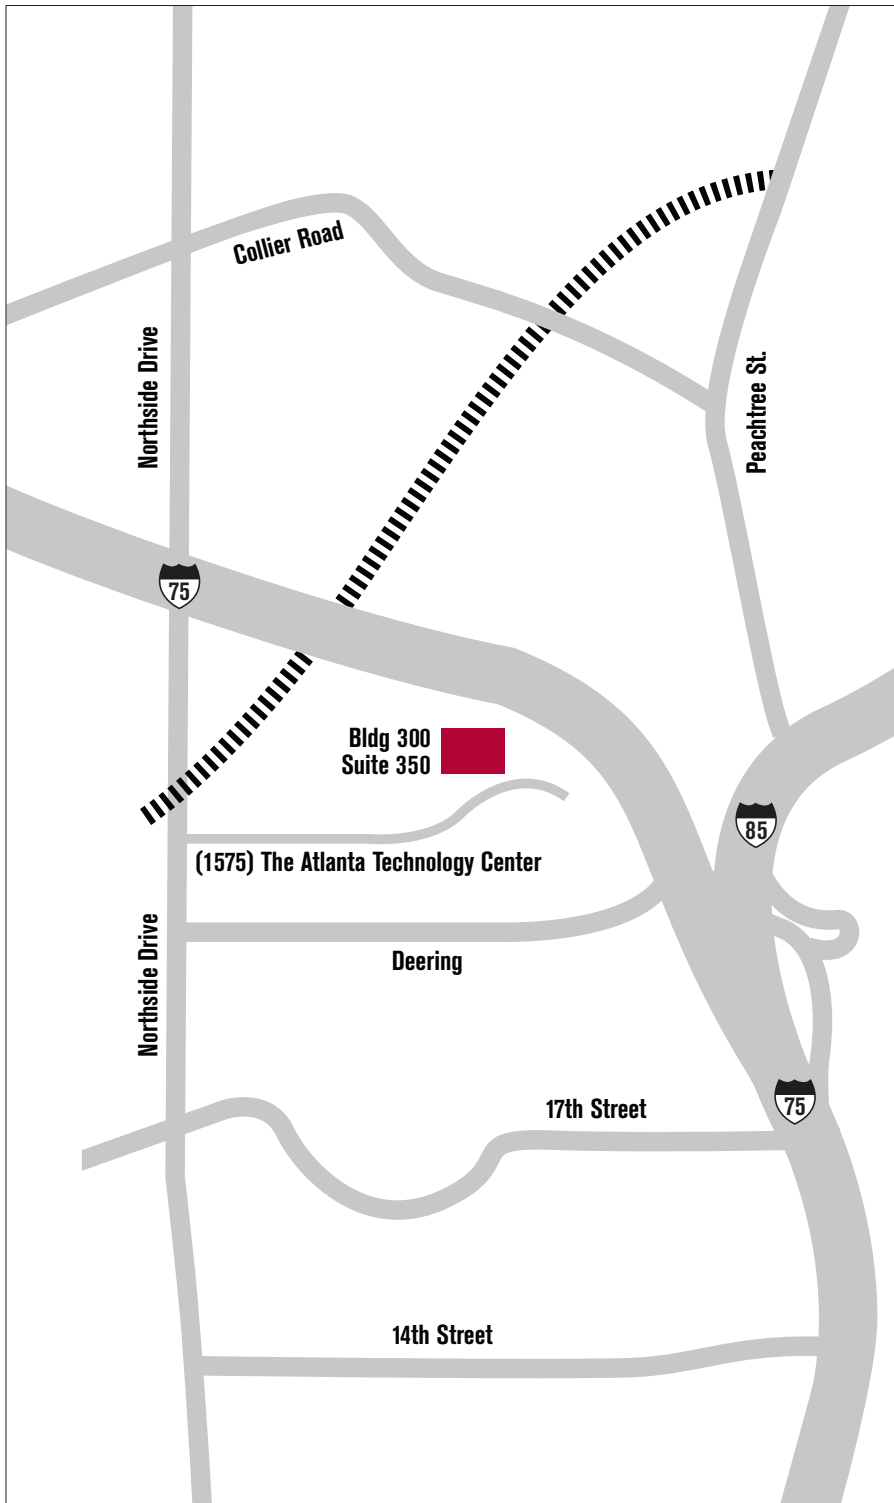 Collier Road
Northside Drive
Peachtree St.
75
Bldg 300
Suite 350
85
(1575) The Atlanta Technology Center
Northside Drive
Deering
75
17th Street
14th Street